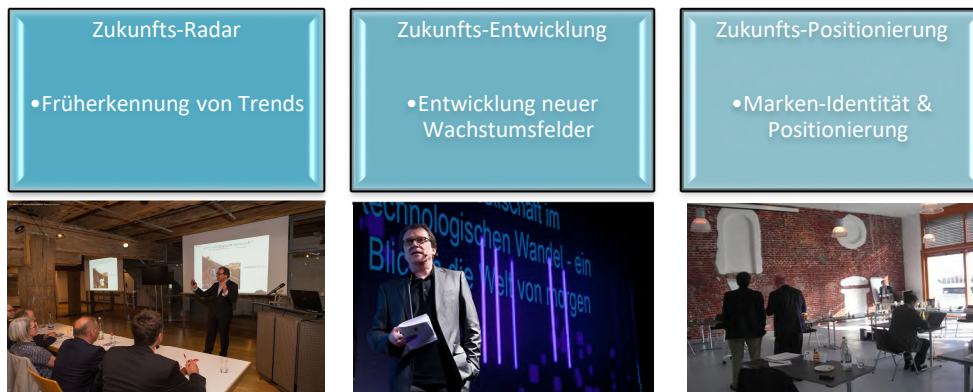 Zukunfts-Radar
•Früherkennung von Trends
Zukunfts-Entwicklung
•Entwicklung neuer
Wachstumsfelder
Zukunfts-Positionierung
•Marken-Identität &
Positionierung
im
technologischen Wandel - ein
die Welt von morgen